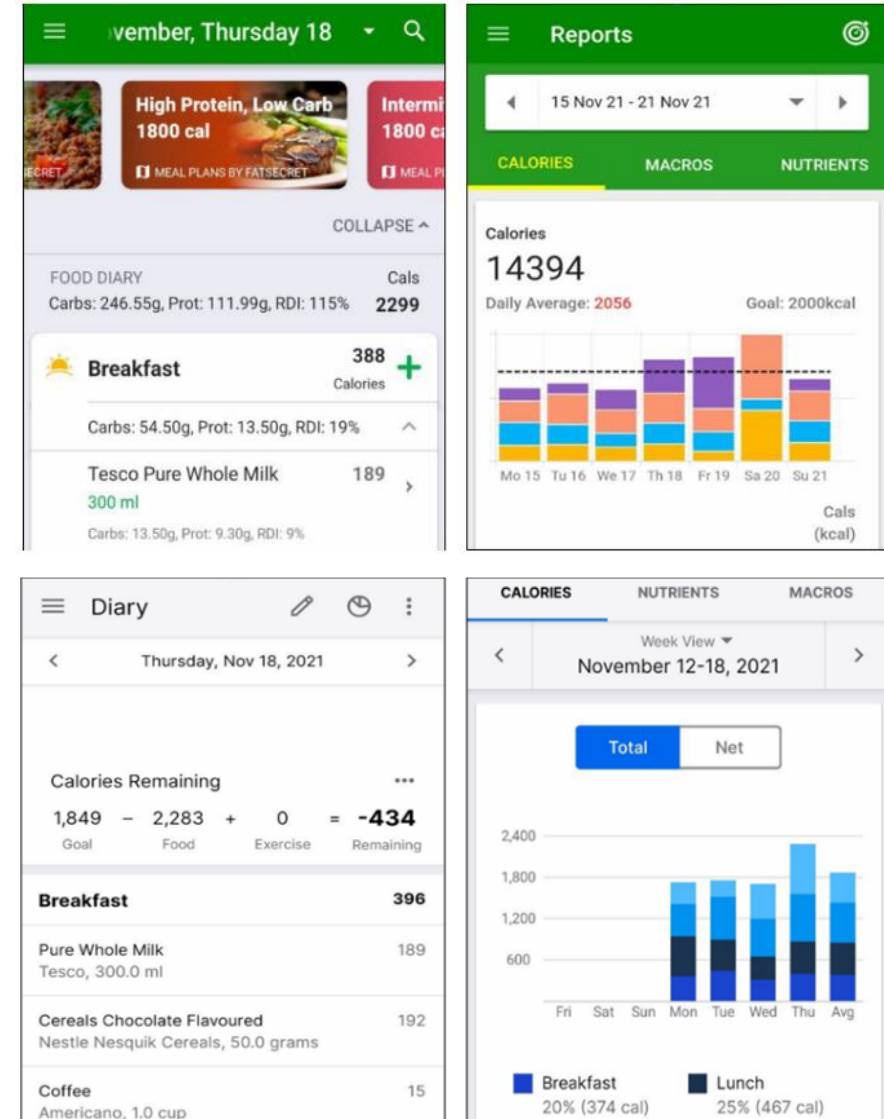 vember, Thursday 18
High Protein, Low Carb
1800 cal
MEAL PLANS BY FATSECRET
ECRET
Intermi
1800 ca
MEAL PL
COLLAPSE
FOOD DIARY Cals
Carbs: 246.55g, Prot: 111.99g, RDI: 115% 2299
Breakfast 388
Calories
Carbs: 54.50g, Prot: 13.50g, RDI: 19%
Tesco Pure Whole Milk 189
300 ml
Carbs: 13.50g, Prot: 9.30g, RDI: 9%
Reports
15 Nov 21 - 21 Nov 21
CALORIES MACROS NUTRIENTS
Calories
14394
Daily Average: 2056 Goal: 2000kcal
Mo 15 Tu 16 We 17 Th 18 Fr 19 Sa 20 Su 21
Cals
(kcal)
Diary
Thursday, Nov 18, 2021
Calories Remaining
1,849 – 2,283 + 0 = -434
Goal Food Exercise Remaining
Breakfast 396
Pure Whole Milk 189
Tesco, 300.0 ml
Cereals Chocolate Flavoured 192
Nestle Nesquik Cereals, 50.0 grams
Coffee 15
Americano, 1.0 cup
CALORIES NUTRIENTS MACROS
Week View
November 12-18, 2021
Total Net
2,400
1,800
1,200
600
Fri Sat Sun Mon Tue Wed Thu Avg
Breakfast Lunch
20% (374 cal) 25% (467 cal)